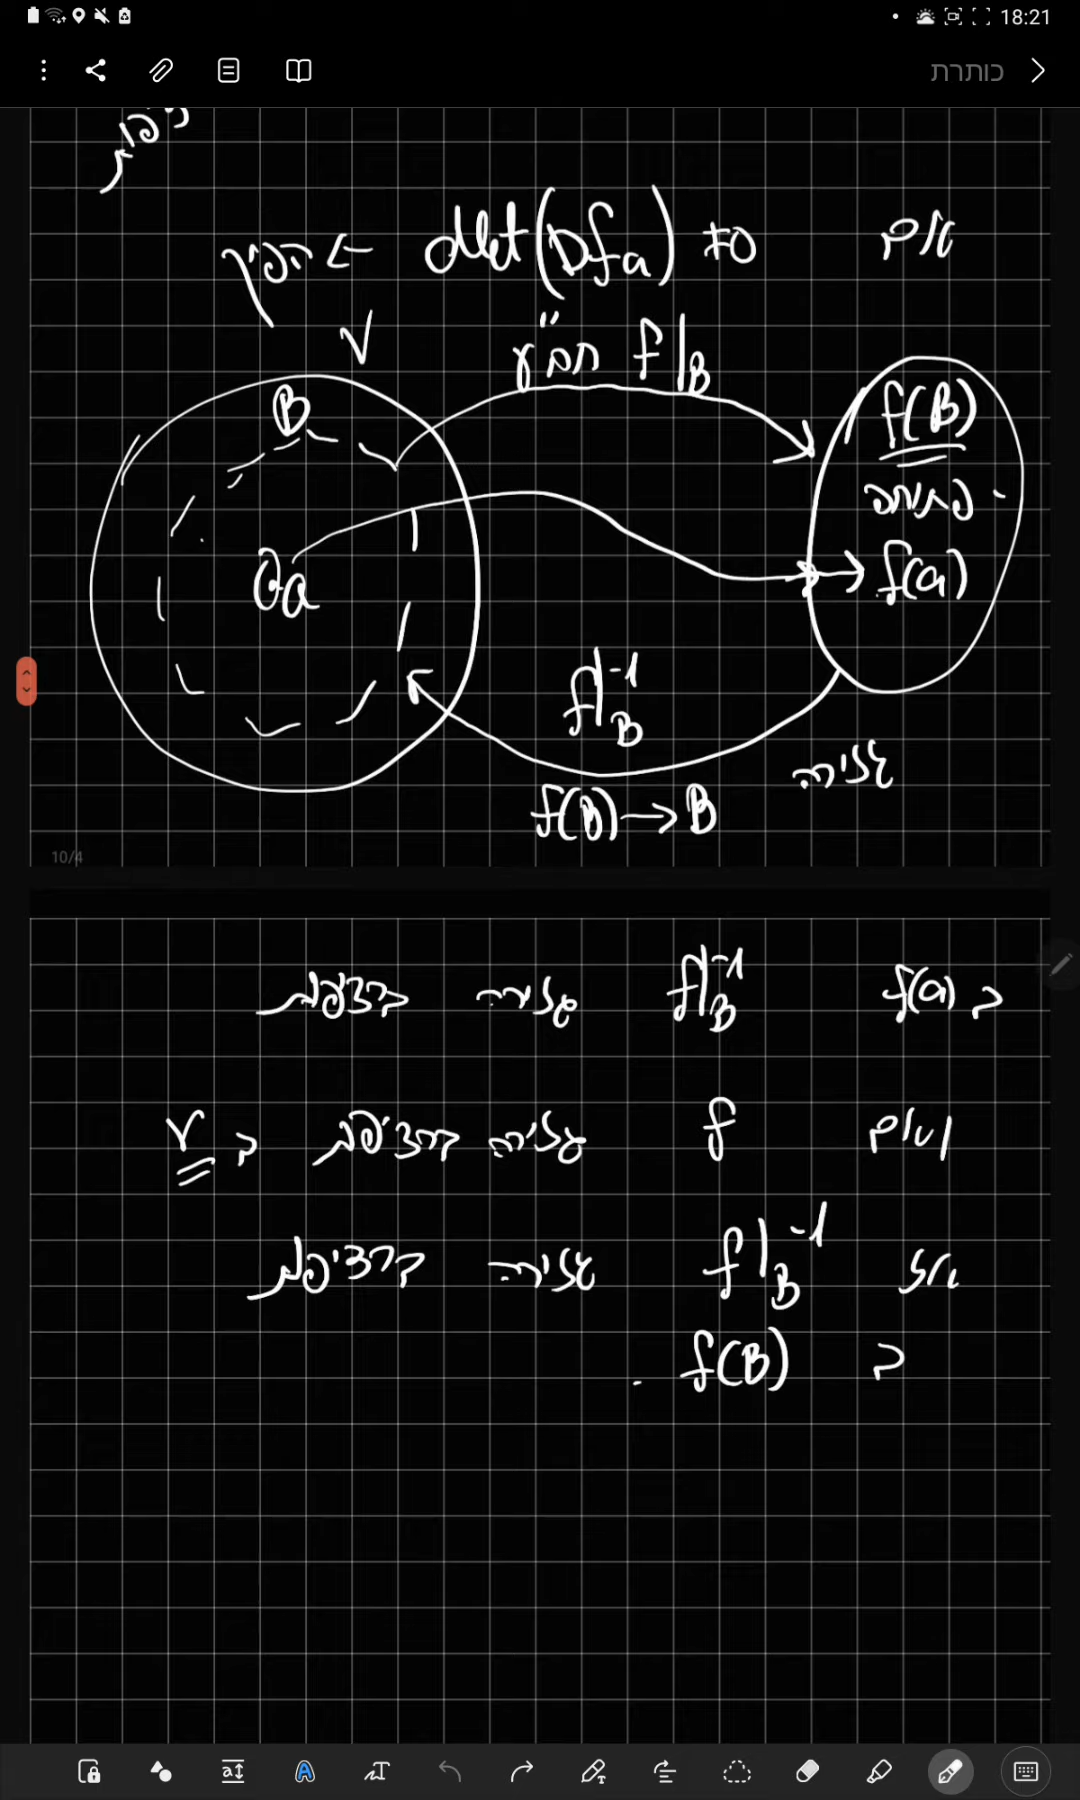 18:21
כותרת
אם det(Dfa) ≠0 → הפיך
V
f|B חח"ע
B
f(B)
פתוחה
a
f(a)
f|B^-1
גזירה
f(B)→B
10/4
ב f(a) f|B^-1 גזירה ברציפות
ואם f גזירה ברציפות ב V
אז f|B^-1 גזירה ברציפות
ב f(B) .